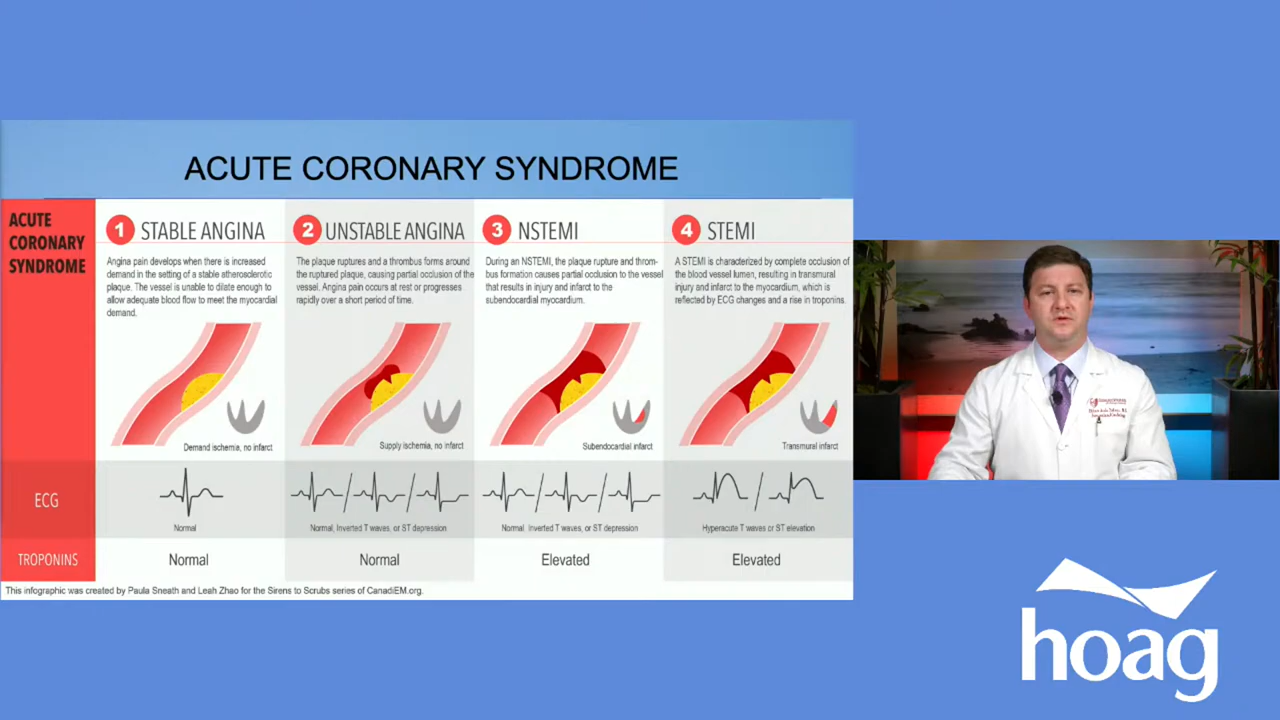 ACUTE CORONARY SYNDROME
ACUTE
CORONARY
SYNDROME
1 STABLE ANGINA
Angina pain develops when there is increased
demand in the setting of a stable atherosclerotic
plaque. The vessel is unable to dilate enough to
allow adequate blood flow to meet the myocardial
demand.
Demand ischemia, no infarct
2 UNSTABLE ANGINA
The plaque ruptures and a thrombus forms around
the ruptured plaque, causing partial occlusion of the
vessel. Angina pain occurs at rest or progresses
rapidly over a short period of time.
Supply ischemia, no infarct
3 NSTEMI
During an NSTEMI, the plaque rupture and throm-
bus formation causes partial occlusion to the vessel
that results in injury and infarct to the
subendocardial myocardium.
Subendocardial infarct
4 STEMI
A STEMI is characterized by complete occlusion of
the blood vessel lumen, resulting in transmural
injury and infarct to the myocardium, which is
reflected by ECG changes and a rise in troponins.
Transmural infarct
ECG
Normal
Normal, Inverted T waves, or ST depression
Normal, Inverted T waves, or ST depression
Hyperacute T waves or ST elevation
TROPONINS
Normal
Normal
Elevated
Elevated
This infographic was created by Paula Sneath and Leah Zhao for the Sirens to Scrubs series of CanadiEM.org.
hoag